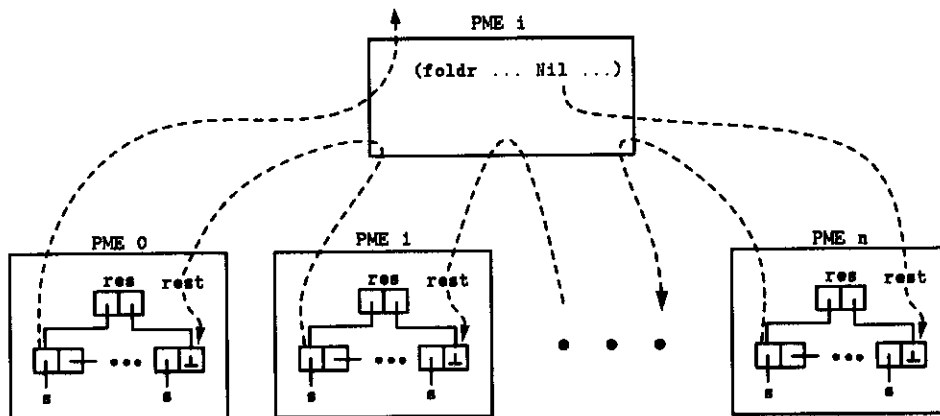 PME i
(foldr ... Nil ...)
PME 0
PME 1
PME n
res
rest
res
rest
res
rest
s
s
s
s
s
s